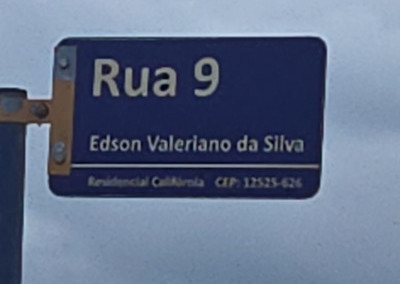 Rua 9
Edson Valeriano da Silva
Residencial Califórnia CEP: 12525-626